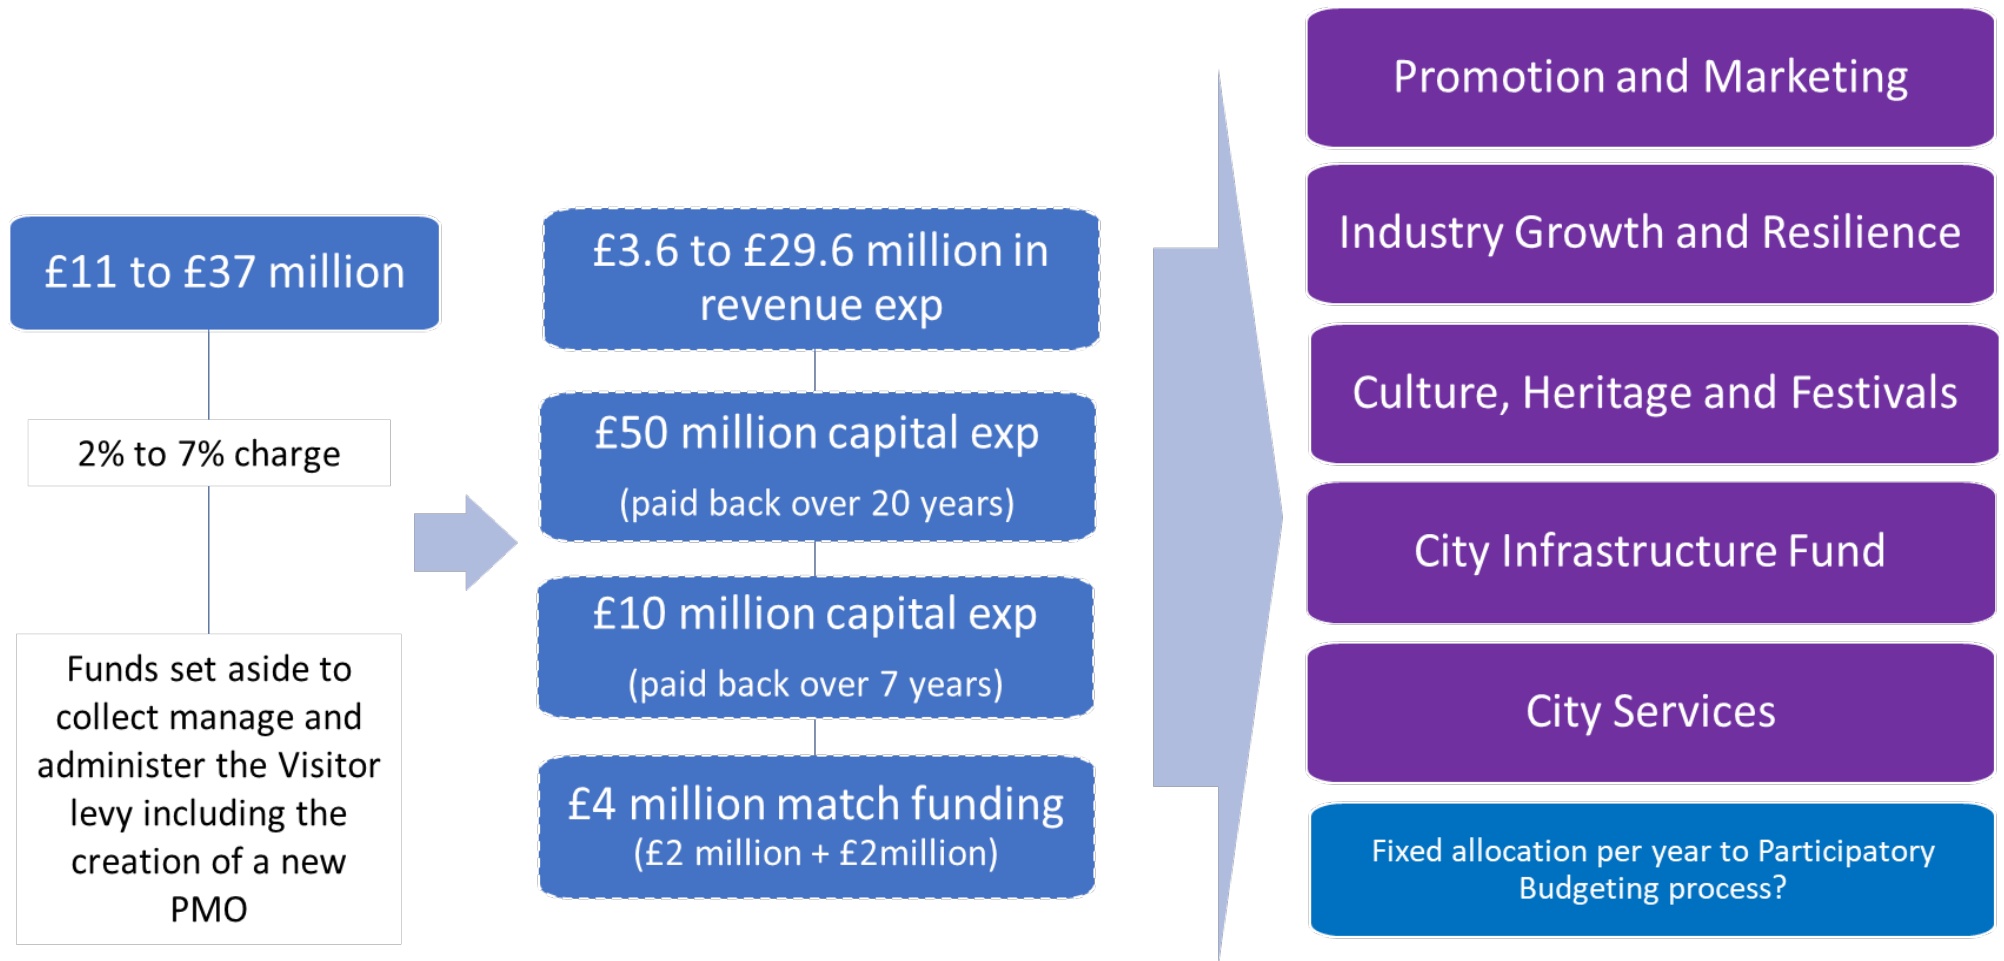 £11 to £37 million
2% to 7% charge
Funds set aside to
collect manage and
administer the Visitor
levy including the
creation of a new
PMO
£3.6 to £29.6 million in
revenue exp
£50 million capital exp
(paid back over 20 years)
£10 million capital exp
(paid back over 7 years)
£4 million match funding
(£2 million + £2million)
Promotion and Marketing
Industry Growth and Resilience
Culture, Heritage and Festivals
City Infrastructure Fund
City Services
Fixed allocation per year to Participatory
Budgeting process?